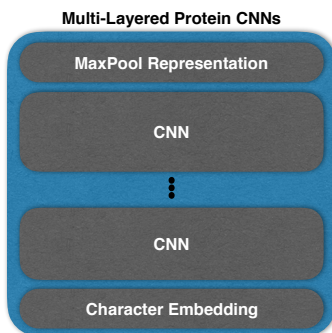 Multi-Layered Protein CNNs
MaxPool Representation
CNN
CNN
Character Embedding